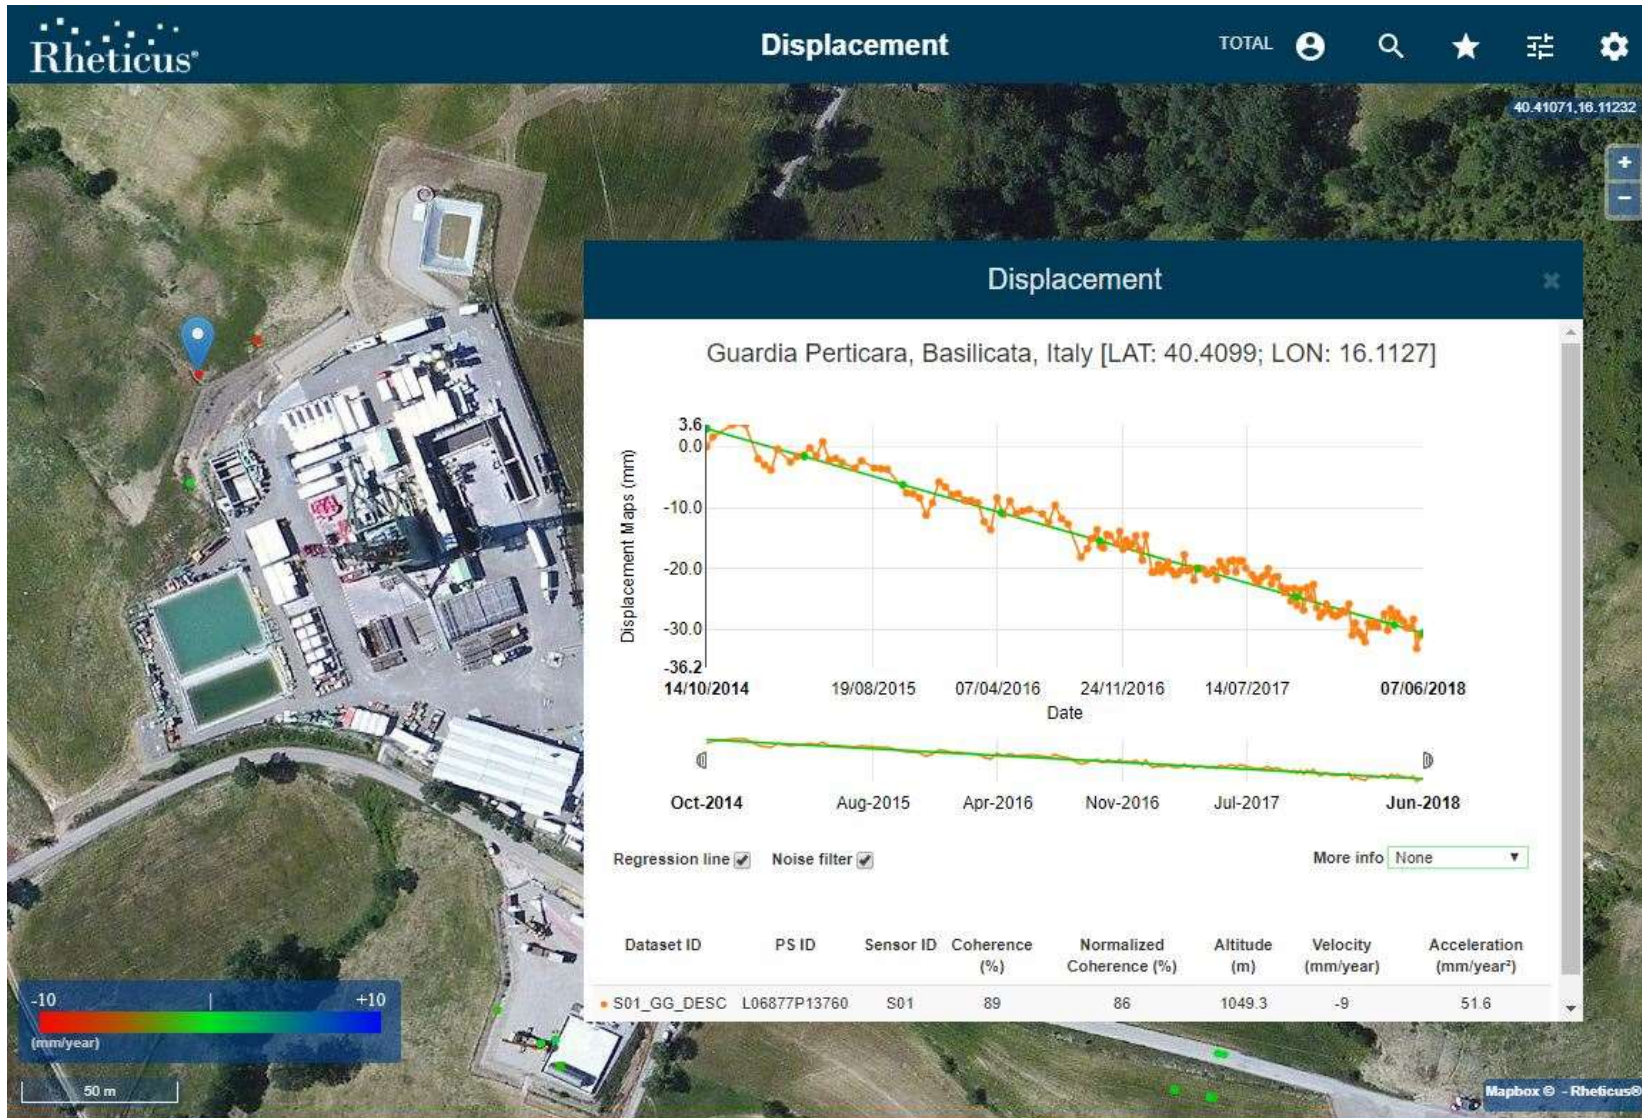 Rheticus®
Displacement
TOTAL
40.41071,16.11232
+
−
Displacement
Guardia Perticara, Basilicata, Italy [LAT: 40.4099; LON: 16.1127]
3.6
0.0
-10.0
-20.0
-30.0
-36.2
Displacement Maps (mm)
14/10/2014 19/08/2015 07/04/2016 24/11/2016 14/07/2017 07/06/2018
Date
Oct-2014 Aug-2015 Apr-2016 Nov-2016 Jul-2017 Jun-2018
Regression line Noise filter More info None
Dataset ID PS ID Sensor ID Coherence (%) Normalized Coherence (%) Altitude (m) Velocity (mm/year) Acceleration (mm/year²)
S01_GG_DESC L06877P13760 S01 89 86 1049.3 -9 51.6
-10 +10
(mm/year)
50 m
Mapbox © - Rheticus®